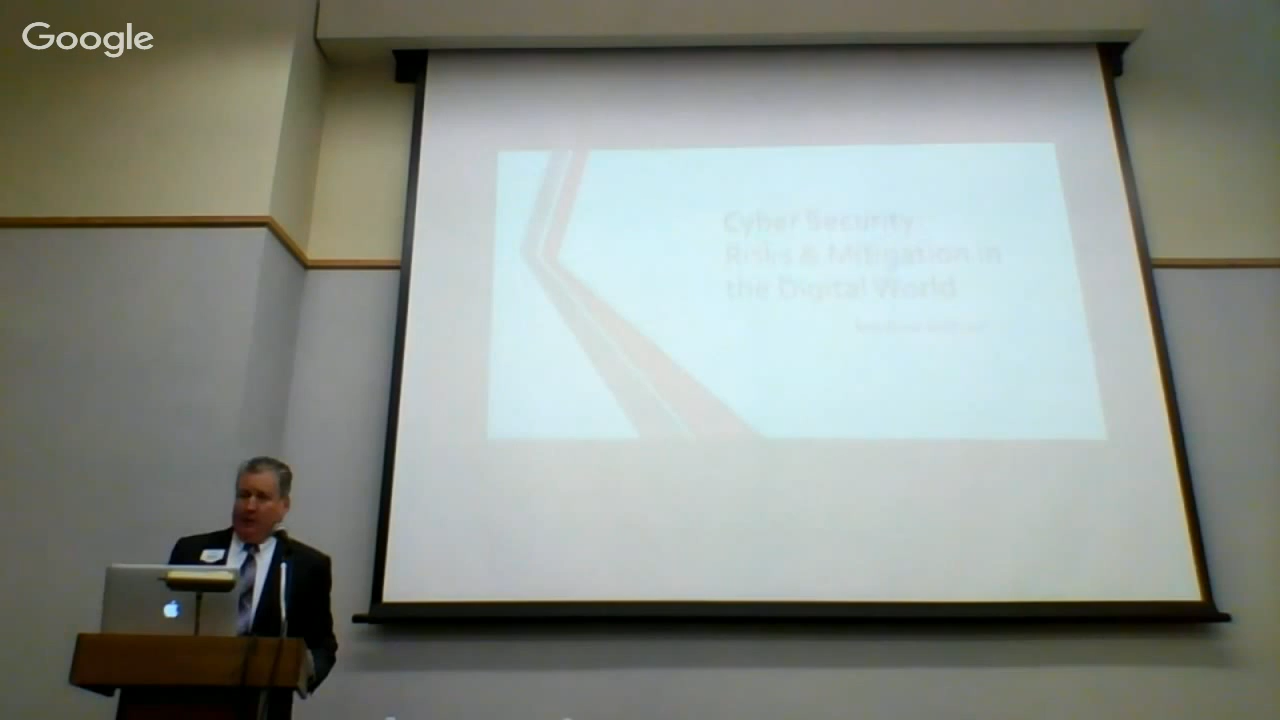 Google
Cyber Security
Risks & Mitigation in
the Digital World